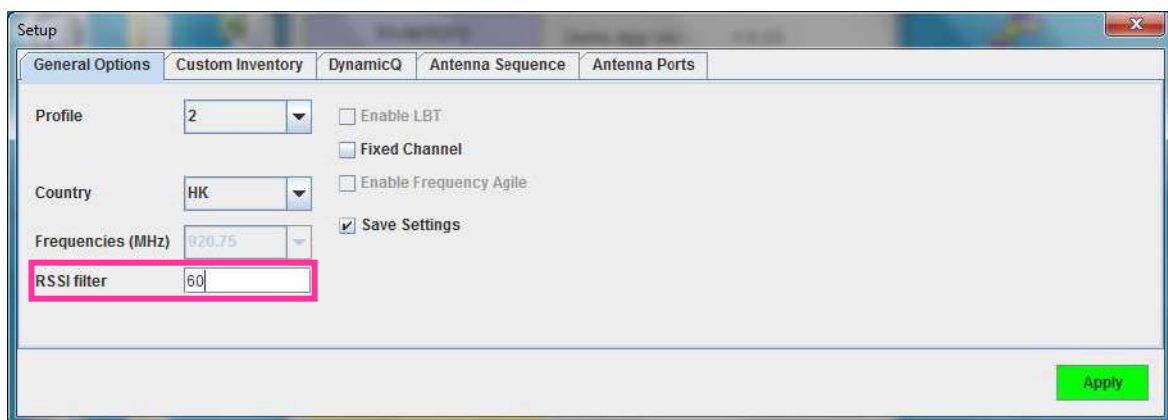 Setup
General Options Custom Inventory DynamicQ Antenna Sequence Antenna Ports
Profile 2 Enable LBT
Fixed Channel
Country HK Enable Frequency Agile
Save Settings
Frequencies (MHz) 920.75
RSSI filter 60
Apply